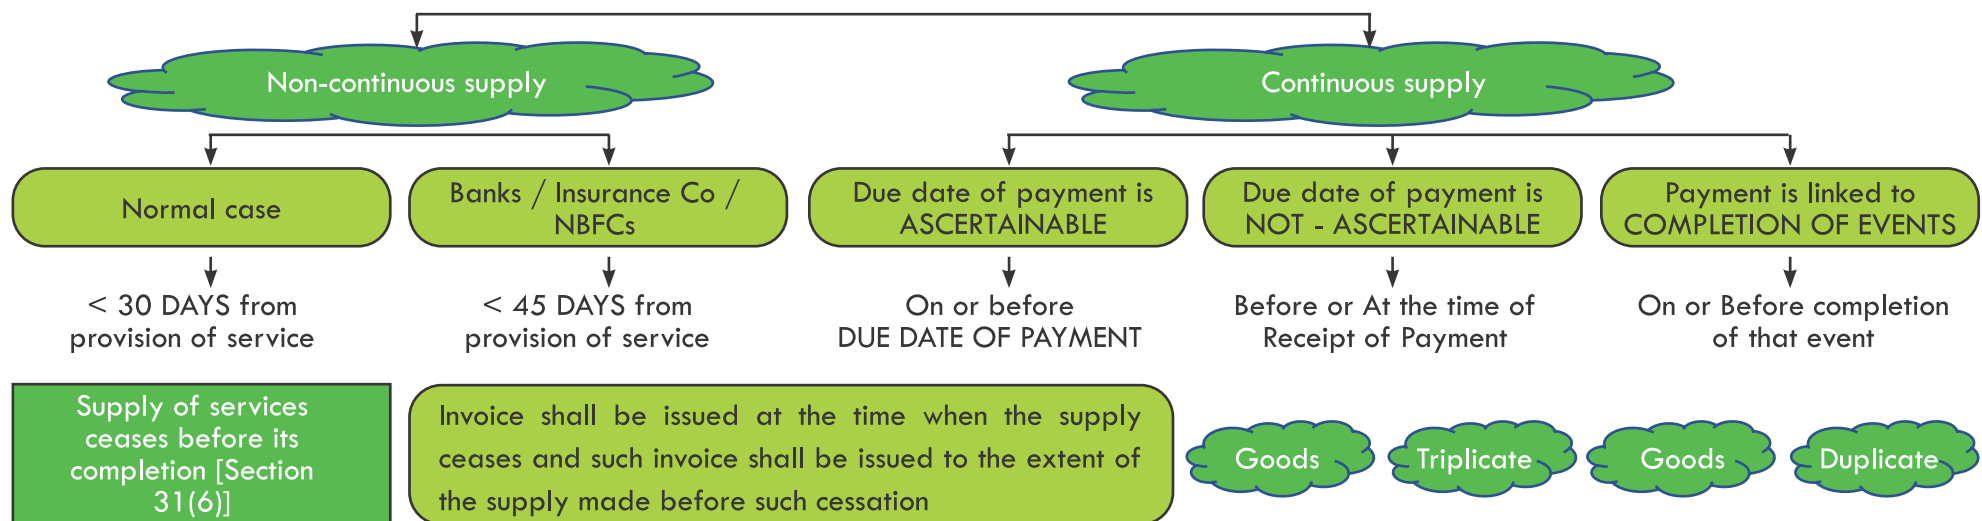 Non-continuous supply
Continuous supply
Normal case
Banks / Insurance Co /
NBFCs
Due date of payment is
ASCERTAINABLE
Due date of payment is
NOT - ASCERTAINABLE
Payment is linked to
COMPLETION OF EVENTS
< 30 DAYS from
provision of service
< 45 DAYS from
provision of service
On or before
DUE DATE OF PAYMENT
Before or At the time of
Receipt of Payment
On or Before completion
of that event
Supply of services
ceases before its
completion [Section
31(6)]
Invoice shall be issued at the time when the supply
ceases and such invoice shall be issued to the extent of
the supply made before such cessation
Goods
Triplicate
Goods
Duplicate